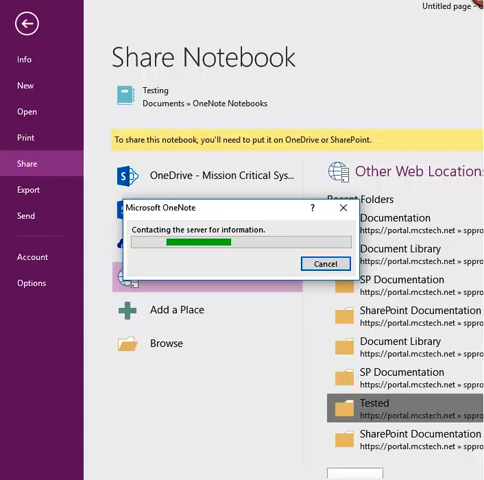 Untitled page -
Share Notebook
Info
New
Open
Print
Share
Export
Send
Account
Options
Testing
Documents » OneNote Notebooks
To share this notebook, you'll need to put it on OneDrive or SharePoint.
OneDrive - Mission Critical Sys...
Add a Place
Browse
Microsoft OneNote
?
Contacting the server for information.
Cancel
Other Web Locations
Recent Folders
Documentation
https://portal.mcstech.net » sppro
Document Library
https://portal.mcstech.net » sppro
SP Documentation
https://portal.mcstech.net » sppro
SharePoint Documentation
https://portal.mcstech.net » sppro
Document Library
https://portal.mcstech.net » sppro
SP Documentation
https://portal.mcstech.net » sppro
Tested
https://portal.mcstech.net » sppro
SharePoint Documentation
https://portal.mcstech.net » sppro